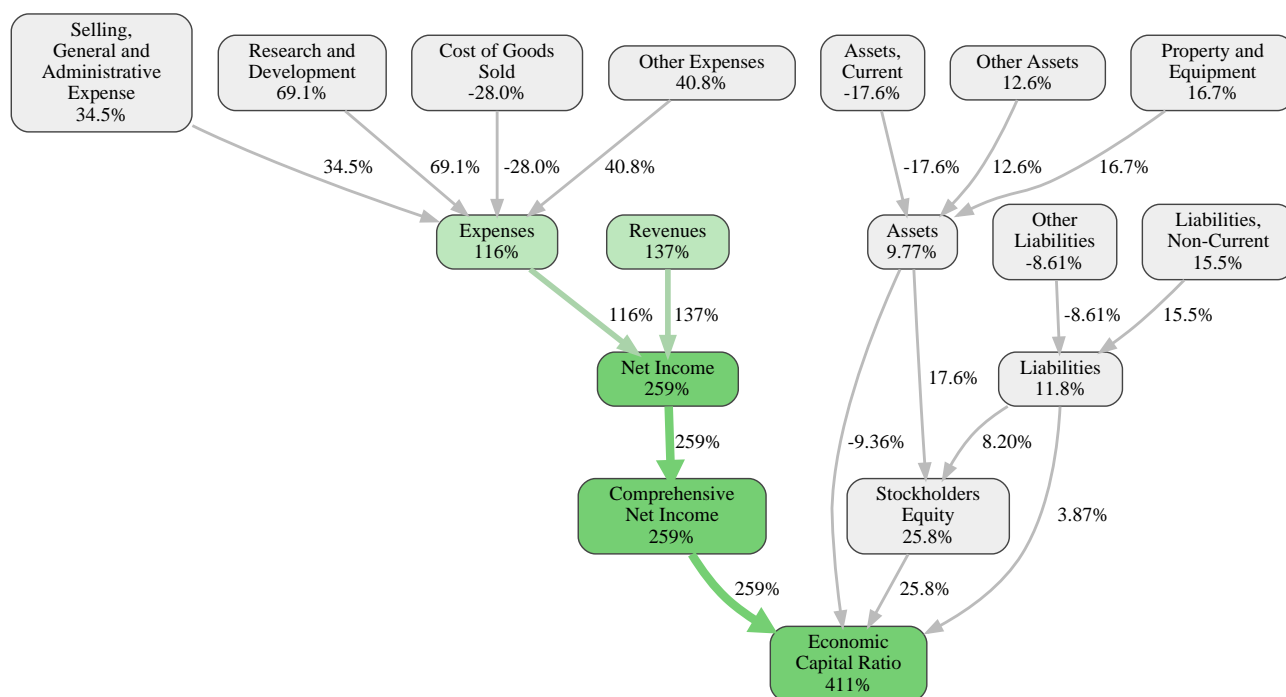 Selling,
General and
Administrative
Expense
34.5%
Research and
Development
69.1%
Cost of Goods
Sold
-28.0%
Other Expenses
40.8%
Assets,
Current
-17.6%
Other Assets
12.6%
Property and
Equipment
16.7%
34.5%
69.1%
-28.0%
40.8%
-17.6%
12.6%
16.7%
Expenses
116%
Revenues
137%
Assets
9.77%
Other
Liabilities
-8.61%
Liabilities,
Non-Current
15.5%
116%
137%
-8.61%
15.5%
Net Income
259%
17.6%
Liabilities
11.8%
259%
-9.36%
8.20%
Comprehensive
Net Income
259%
Stockholders
Equity
25.8%
3.87%
259%
25.8%
Economic
Capital Ratio
411%